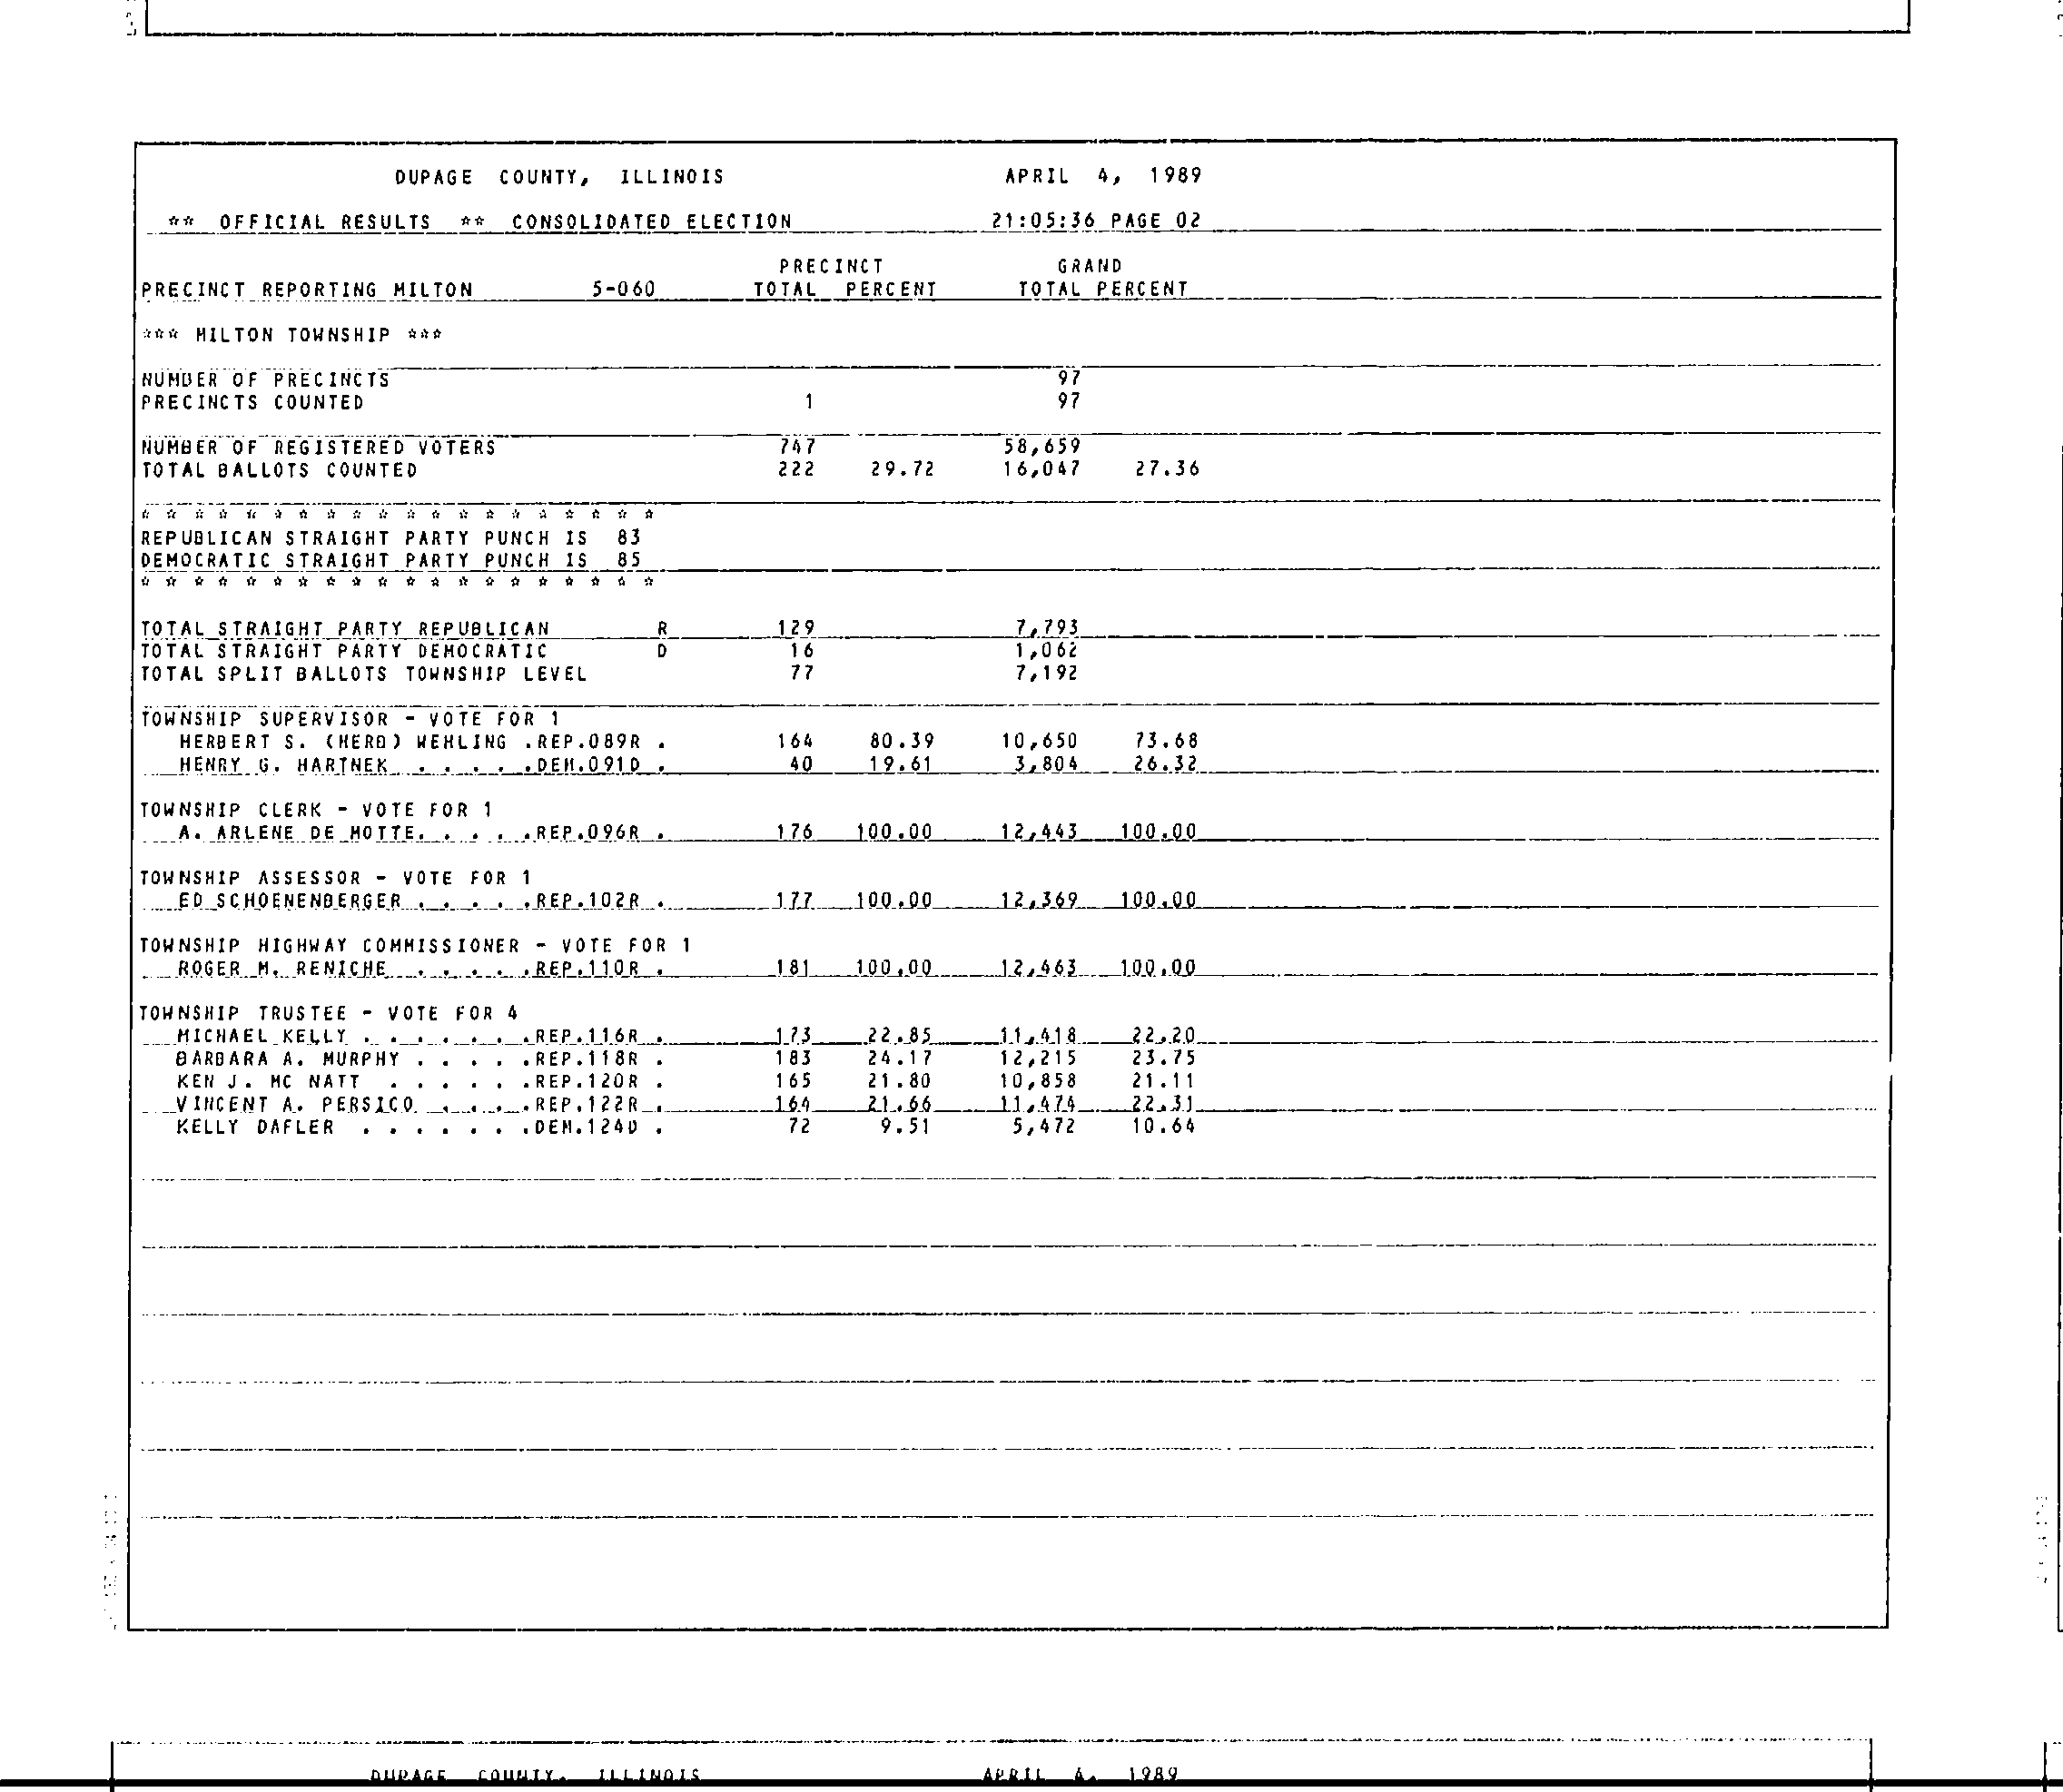 DUPAGE COUNTY, ILLINOIS APRIL 4, 1989
** OFFICIAL RESULTS ** CONSOLIDATED ELECTION 21:05:36 PAGE 02
PRECINCT GRAND
PRECINCT REPORTING MILTON 5-060 TOTAL PERCENT TOTAL PERCENT
*** MILTON TOWNSHIP ***
NUMBER OF PRECINCTS 97
PRECINCTS COUNTED 1 97
NUMBER OF REGISTERED VOTERS 747 58,659
TOTAL BALLOTS COUNTED 222 29.72 16,047 27.36
* * * * * * * * * * * * * * * * * * * *
REPUBLICAN STRAIGHT PARTY PUNCH IS 83
DEMOCRATIC STRAIGHT PARTY PUNCH IS 85
* * * * * * * * * * * * * * * * * * * *
TOTAL STRAIGHT PARTY REPUBLICAN R 129 7,793
TOTAL STRAIGHT PARTY DEMOCRATIC D 16 1,062
TOTAL SPLIT BALLOTS TOWNSHIP LEVEL 77 7,192
TOWNSHIP SUPERVISOR - VOTE FOR 1
HERBERT S. (HERB) WEHLING .REP.089R . 164 80.39 10,650 73.68
HENRY G. HARTNEK . . . . .DEM.091D . 40 19.61 3,804 26.32
TOWNSHIP CLERK - VOTE FOR 1
A. ARLENE DE MOTTE. . . . .REP.096R . 176 100.00 12,443 100.00
TOWNSHIP ASSESSOR - VOTE FOR 1
ED SCHOENENBERGER . . . . .REP.102R . 177 100.00 12,369 100.00
TOWNSHIP HIGHWAY COMMISSIONER - VOTE FOR 1
ROGER M. RENICHE . . . . .REP.110R . 181 100.00 12,463 100.00
TOWNSHIP TRUSTEE - VOTE FOR 4
MICHAEL KELLY . . . . . . .REP.116R . 173 22.85 11,418 22.20
BARBARA A. MURPHY . . . . .REP.118R . 183 24.17 12,215 23.75
KEN J. MC NATT . . . . . .REP.120R . 165 21.80 10,858 21.11
VINCENT A. PERSICO . . . .REP.122R . 164 21.66 11,474 22.31
KELLY DAFLER . . . . . . .DEM.124D . 72 9.51 5,472 10.64
DUPAGE COUNTY, ILLINOIS APRIL 4, 1989